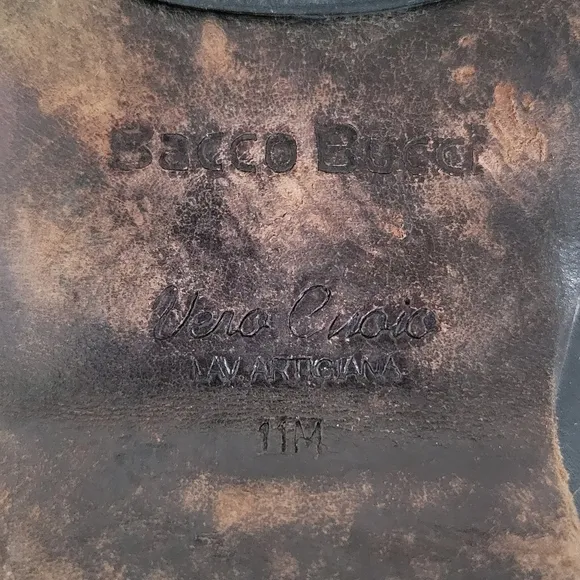 Bacco Bucci
Vero Cuoio
LAV. ARTIGIANA
11M